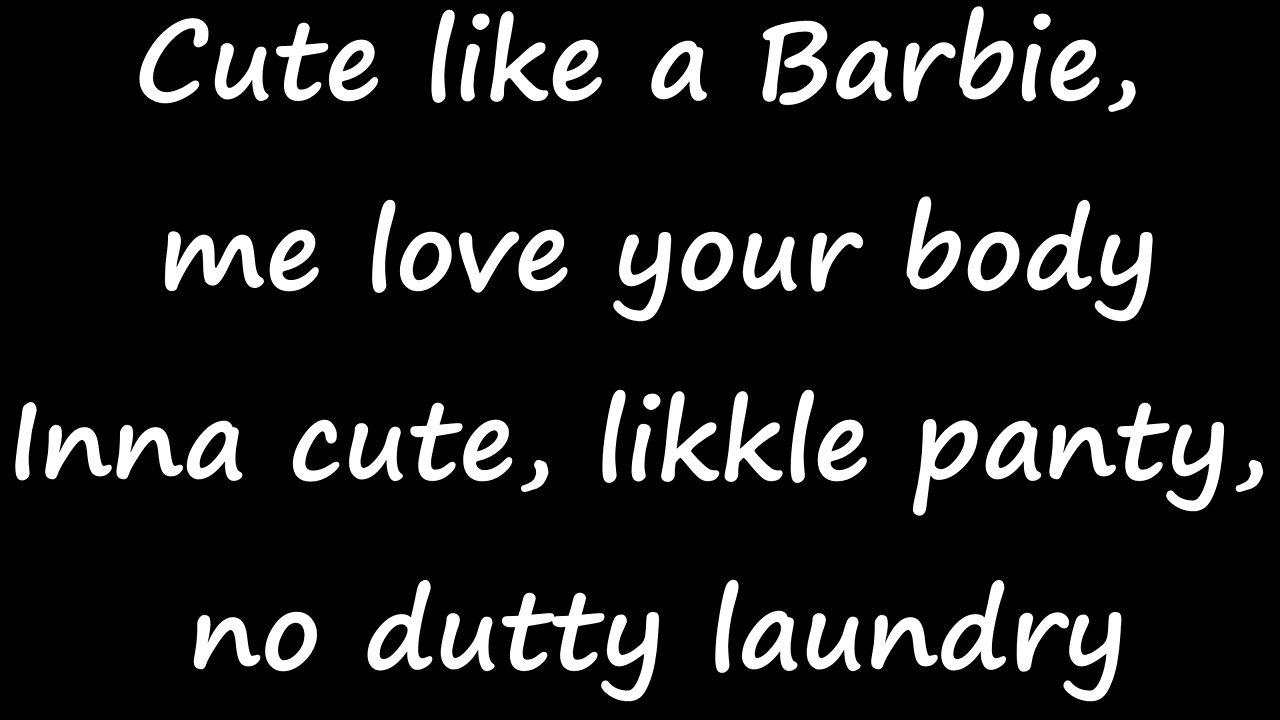 Cute like a Barbie,
me love your body
Inna cute, likkle panty,
no dutty laundry